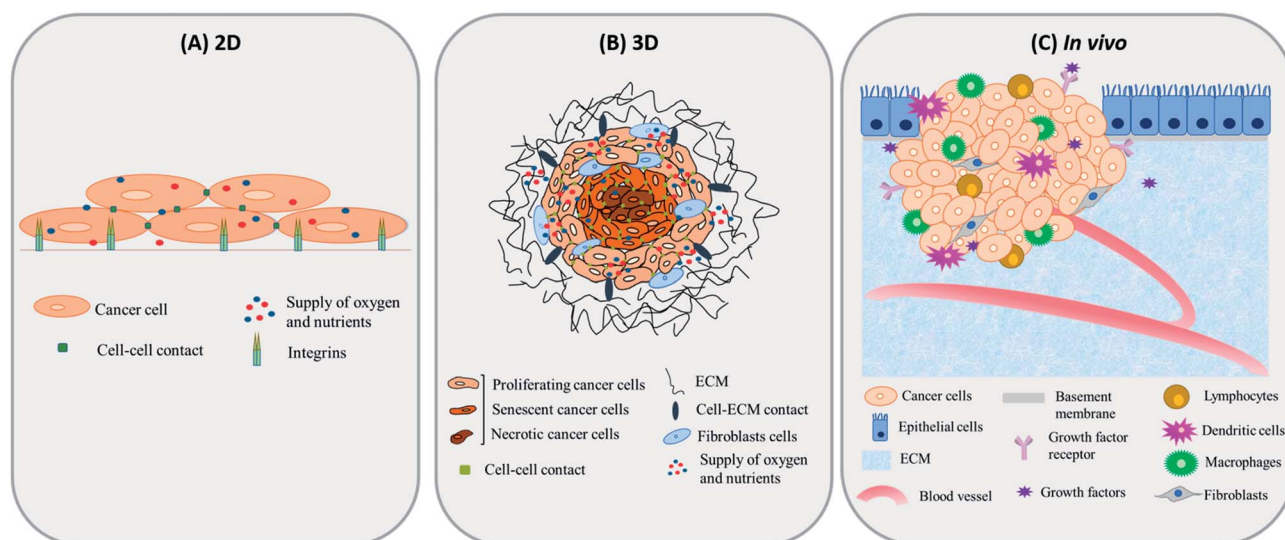 (A) 2D
Cancer cell
Supply of oxygen
and nutrients
Cell-cell contact
Integrins
(B) 3D
Proliferating cancer cells
Senescent cancer cells
Necrotic cancer cells
Cell-cell contact
ECM
Cell-ECM contact
Fibroblasts cells
Supply of oxygen
and nutrients
(C) In vivo
Cancer cells
Epithelial cells
ECM
Blood vessel
Basement
membrane
Growth factor
receptor
Growth factors
Lymphocytes
Dendritic cells
Macrophages
Fibroblasts